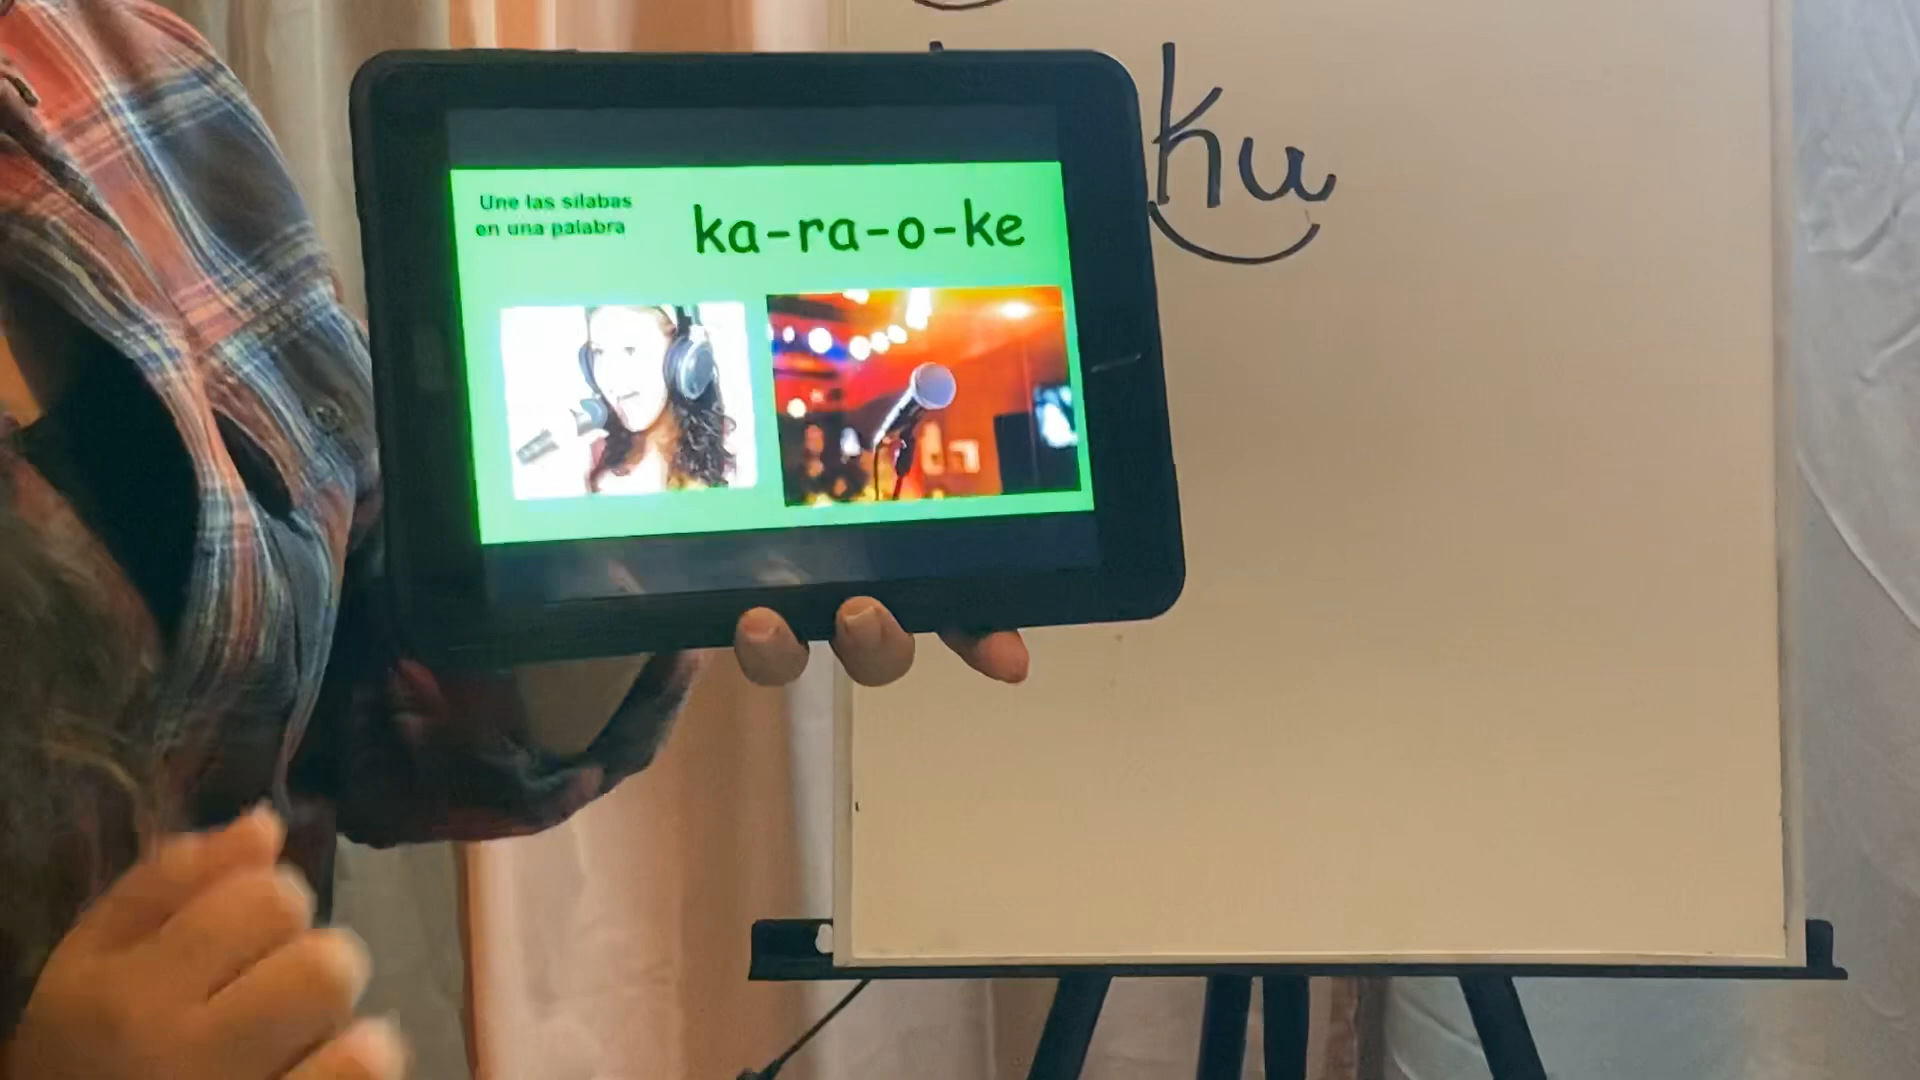 Une las sílabas
en una palabra
ka-ra-o-ke
ku